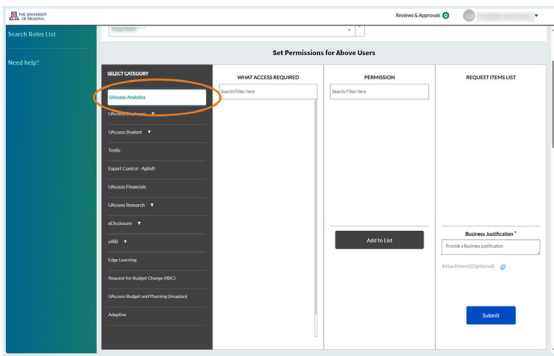 THE UNIVERSITY
OF ARIZONA
Reviews & Approvals 0
Search Roles List
Need help?
Set Permissions for Above Users
SELECT CATEGORY
WHAT ACCESS REQUIRED
PERMISSION
REQUEST ITEMS LIST
UAccess Analytics
Search/Filter here
Search/Filter here
UAccess Employee
UAccess Student
Trellis
Export Control - Agiloft
UAccess Financials
UAccess Research
eDisclosure
eIRB
Edge Learning
Request for Budget Change (RBC)
UAccess Budget and Planning (Anaplan)
Adaptive
Add to List
Business Justification *
Provide a Business justification
Attachment(Optional)
Submit